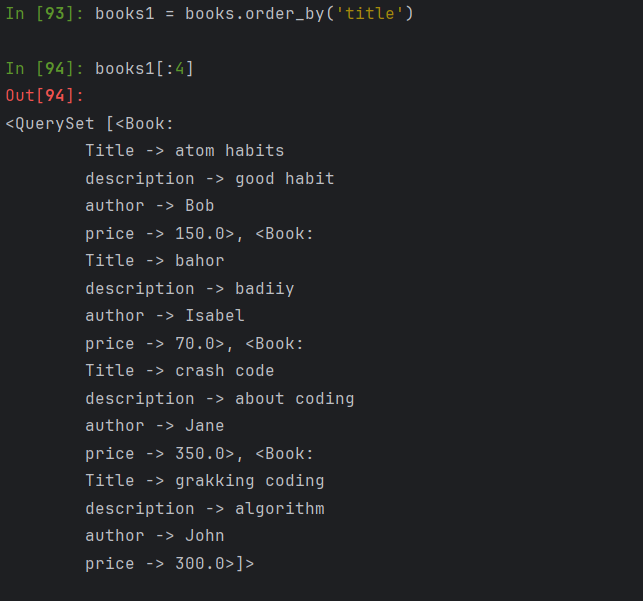 In [93]: books1 = books.order_by('title')
In [94]: books1[:4]
Out[94]:
<QuerySet [<Book:
Title -> atom habits
description -> good habit
author -> Bob
price -> 150.0>, <Book:
Title -> bahor
description -> badiiy
author -> Isabel
price -> 70.0>, <Book:
Title -> crash code
description -> about coding
author -> Jane
price -> 350.0>, <Book:
Title -> grakking coding
description -> algorithm
author -> John
price -> 300.0>]>